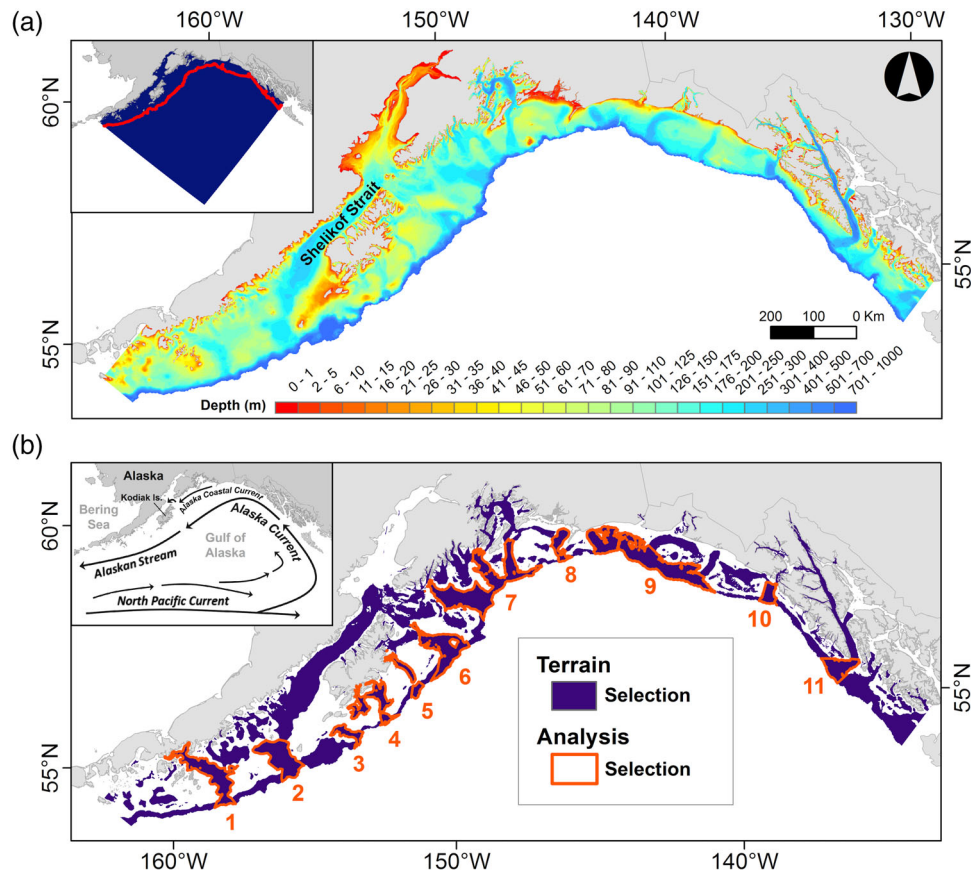 (a)
150°W
140°W
130°W
60°N
55°N
55°N
Shelikof Strait
200 100 0 Km
Depth (m)
0 - 1
2 - 5
6 - 10
11 - 15
16 - 20
21 - 25
26 - 30
31 - 35
36 - 40
41 - 45
46 - 50
51 - 60
61 - 70
71 - 80
81 - 90
91 - 110
101 - 125
126 - 150
151 - 175
176 - 200
201 - 250
251 - 300
301 - 400
401 - 500
501 - 700
701 - 1000
(b)
Alaska
Kodiak Is.
Bering
Sea
Alaska Coastal Current
Gulf of
Alaska
Alaska Current
Alaskan Stream
North Pacific Current
60°N
55°N
55°N
1
2
3
4
5
6
7
8
9
10
11
Terrain
Selection
Analysis
Selection
160°W
150°W
140°W